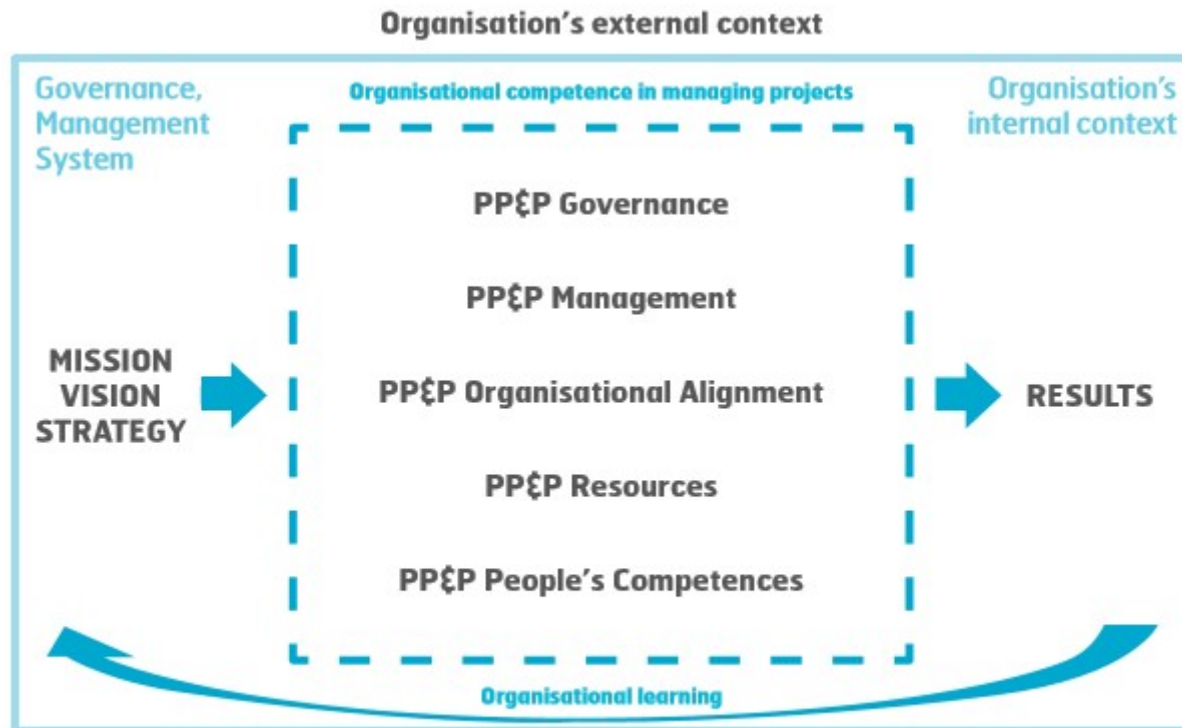 Organisation's external context
Governance,
Management
System
Organisational competence in managing projects
Organisation's
internal context
PP&P Governance
PP&P Management
MISSION
VISION
STRATEGY
PP&P Organisational Alignment
RESULTS
PP&P Resources
PP&P People's Competences
Organisational learning